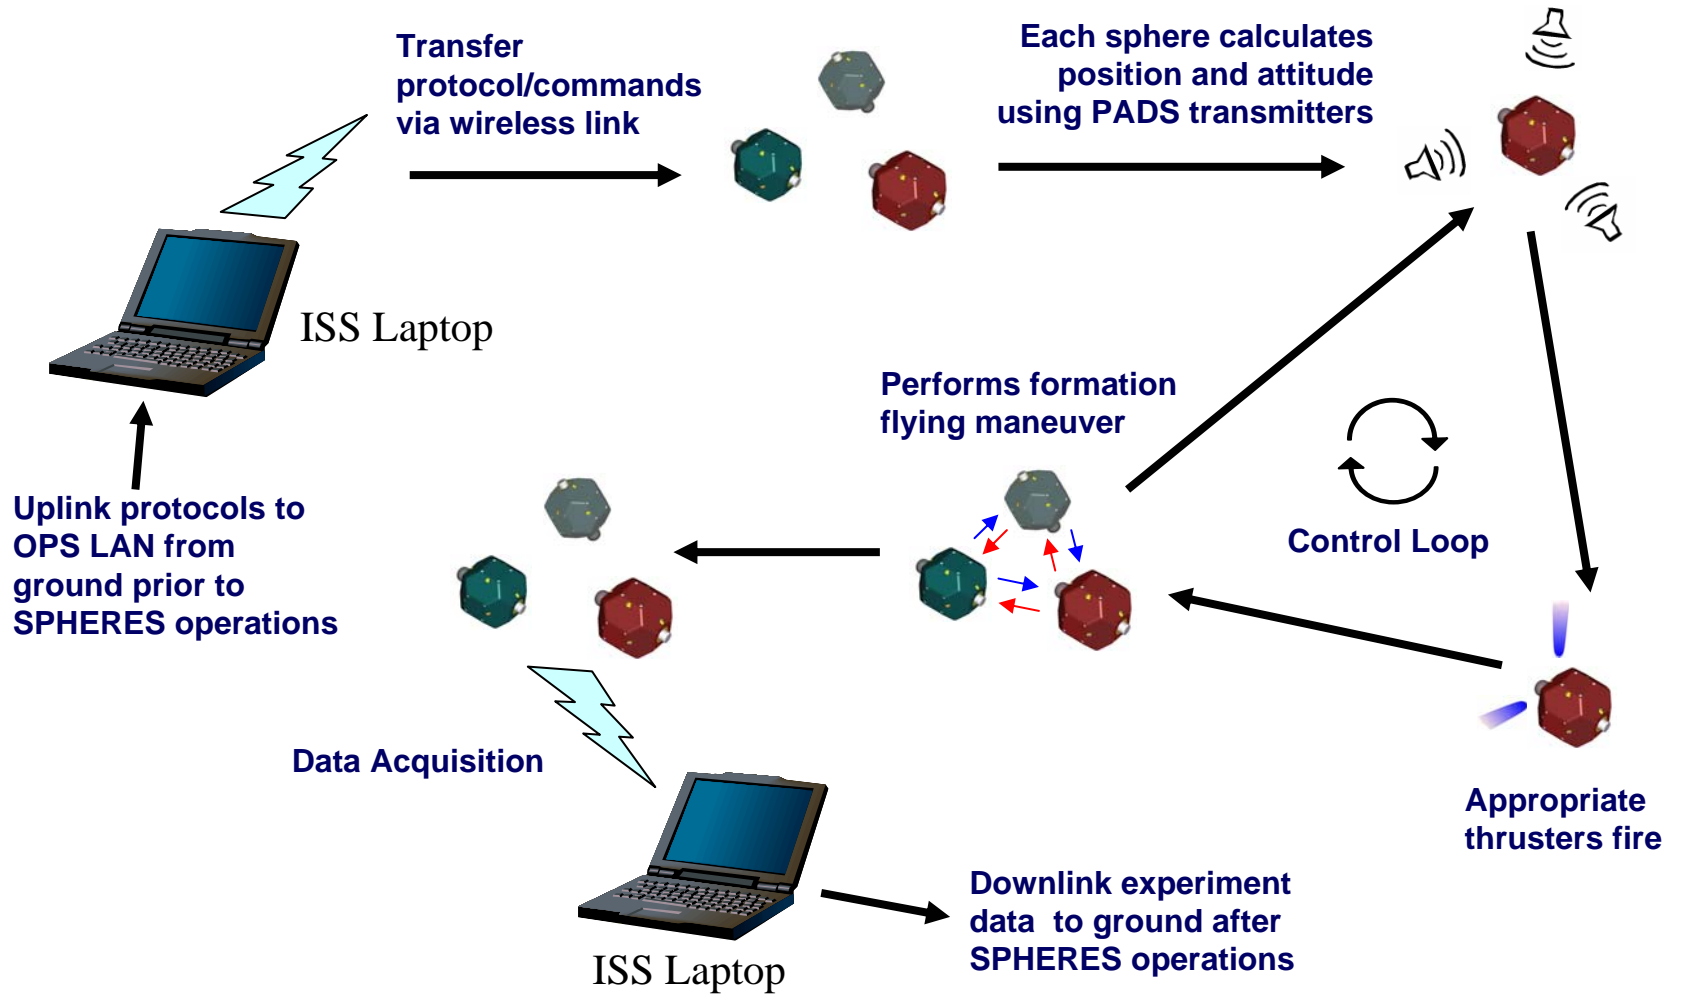 Transfer
protocol/commands
via wireless link
Each sphere calculates
position and attitude
using PADS transmitters
ISS Laptop
Performs formation
flying maneuver
Control Loop
Uplink protocols to
OPS LAN from
ground prior to
SPHERES operations
Data Acquisition
Appropriate
thrusters fire
Downlink experiment
data  to ground after
SPHERES operations
ISS Laptop